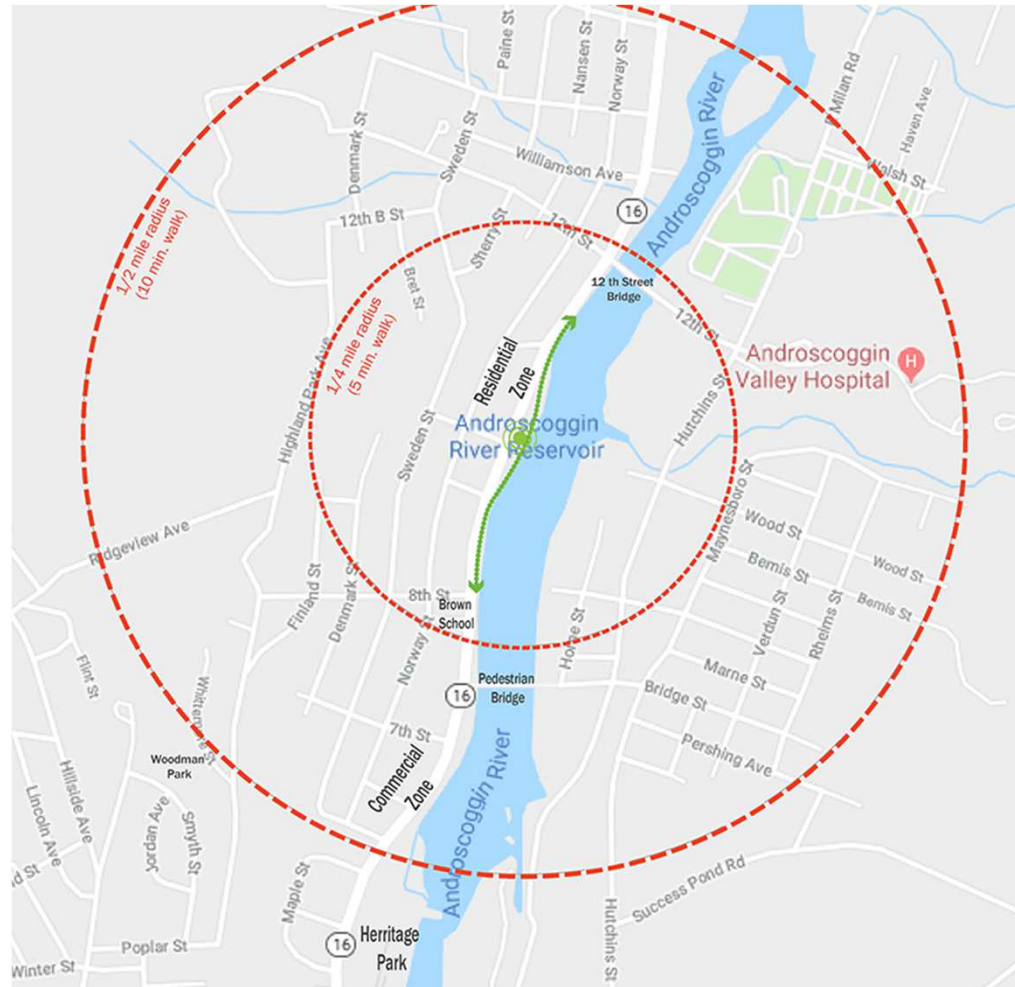 Paine St
Nansen St
Norway St
Androscoggin River
E Milan Rd
Haven Ave
Denmark St
Sweden St
Williamson Ave
Walsh St
16
12th B St
12th St
Sherry St
Androscoggin River
1/2 mile radius
(10 min. walk)
Bret St
12 th Street
Bridge
1/4 mile radius
(5 min. walk)
12th St
Residential
Zone
Androscoggin
Valley Hospital
H
Highland Park Ave
Hutchins St
Androscoggin
River Reservoir
Sweden St
Maynesboro St
Wood St
Wood St
Ridgeview Ave
Bemis St
Bemis St
Finland St
Denmark St
8th St
Brown
School
Verdun St
Rheims St
Norway St
Horne St
Marne St
Flint St
Whittemore St
16
Pedestrian
Bridge
Bridge St
7th St
Pershing Ave
Woodman
Park
Commercial
Zone
Androscoggin River
Hillside Ave
Lincoln Ave
Jordan Ave
Smyth St
d St
Success Pond Rd
Maple St
Hutchins St
16
Herritage
Park
Poplar St
Winter St